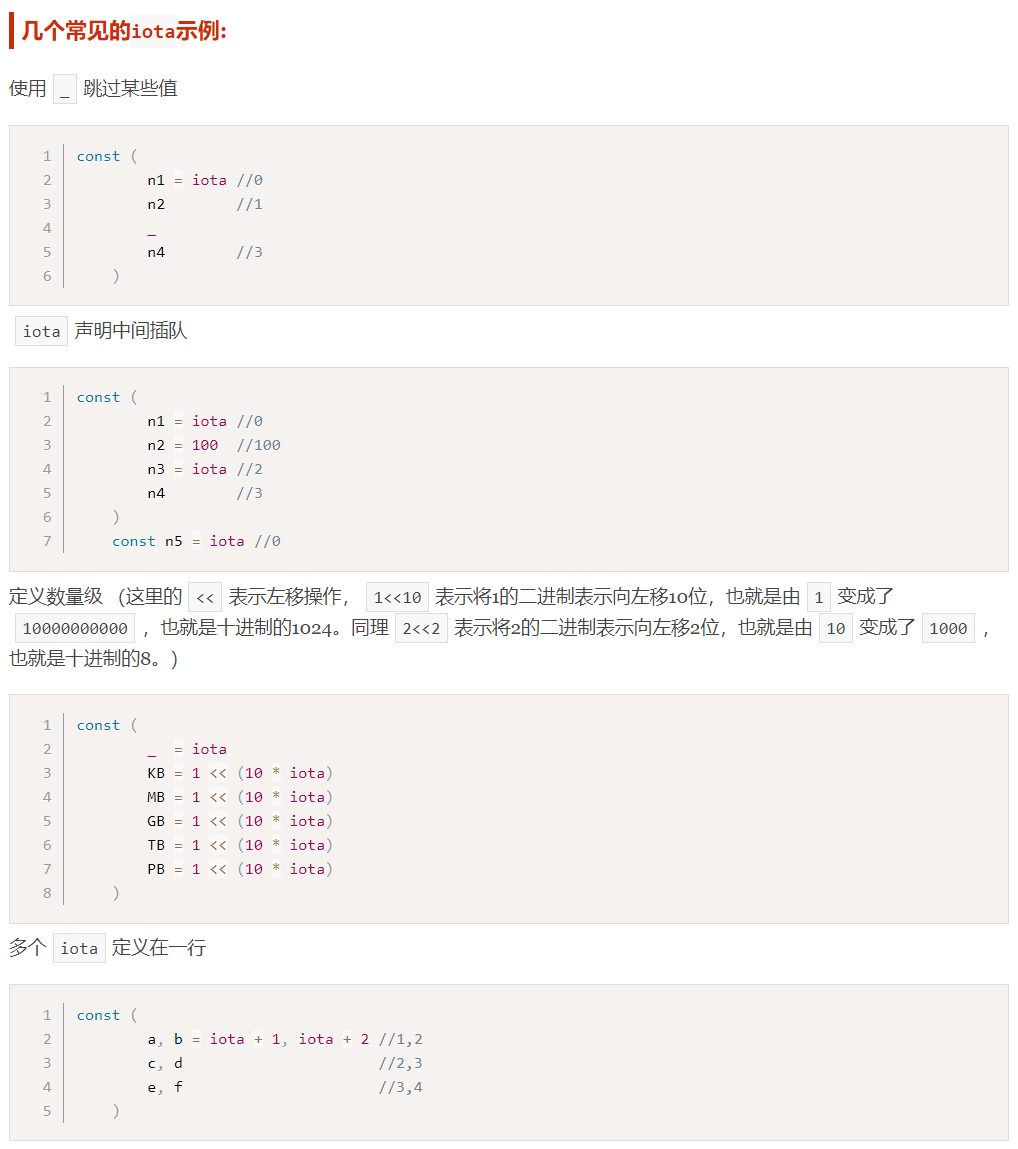 几个常见的iota示例:
使用 _ 跳过某些值
1 const (
2         n1 = iota //0
3         n2        //1
4         _
5         n4        //3
6     )
iota 声明中间插队
1 const (
2         n1 = iota //0
3         n2 = 100  //100
4         n3 = iota //2
5         n4        //3
6     )
7     const n5 = iota //0
定义数量级 （这里的 << 表示左移操作， 1<<10 表示将1的二进制表示向左移10位，也就是由 1 变成了
10000000000 ，也就是十进制的1024。同理 2<<2 表示将2的二进制表示向左移2位，也就是由 10 变成了 1000 ，
也就是十进制的8。）
1 const (
2         _  = iota
3         KB = 1 << (10 * iota)
4         MB = 1 << (10 * iota)
5         GB = 1 << (10 * iota)
6         TB = 1 << (10 * iota)
7         PB = 1 << (10 * iota)
8     )
多个 iota 定义在一行
1 const (
2         a, b = iota + 1, iota + 2 //1,2
3         c, d                      //2,3
4         e, f                      //3,4
5     )